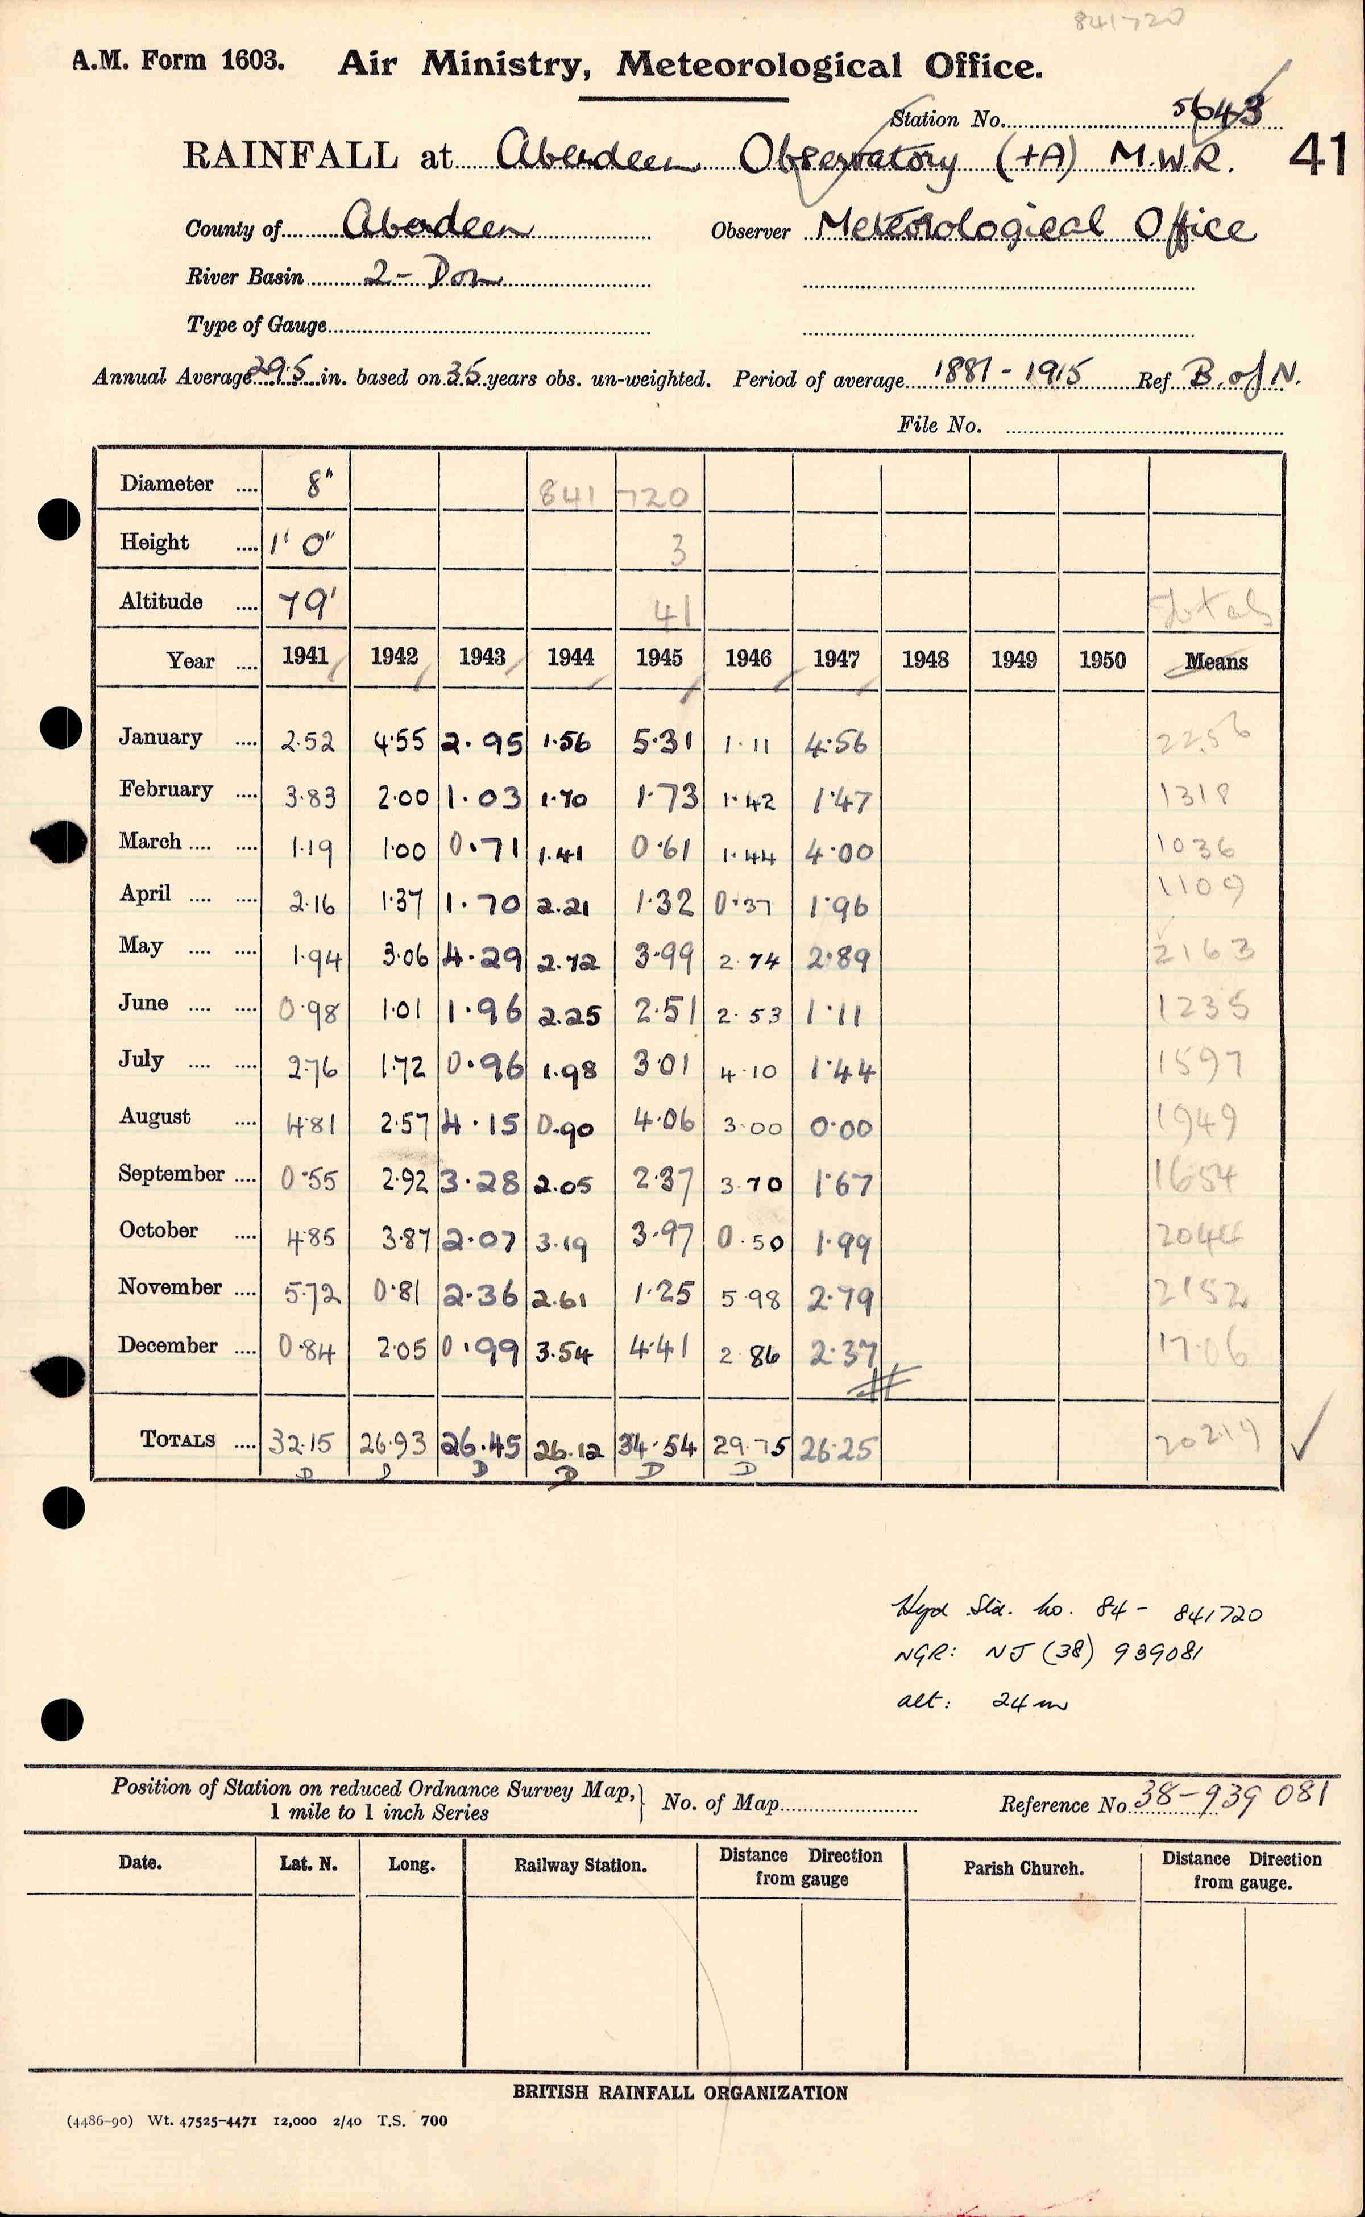 841720
A.M. Form 1603. Air Ministry, Meteorological Office.
Station No. 5643
RAINFALL at Aberdeen Observatory (+A) M.W.R. 41
County of Aberdeen Observer Meteorological Office
River Basin 2 - Don
Type of Gauge
Annual Average 29.5 in. based on 35 years obs. un-weighted. Period of average 1881 - 1915 Ref B. of N.
File No.
Diameter .... 8" 841 720
Height .... 1' 0" 3
Altitude .... 79' 41 Totals
Year .... 1941 1942 1943 1944 1945 1946 1947 1948 1949 1950 Means
January .... 2.52 4.55 2.95 1.56 5.31 1.11 4.56 22.56
February .... 3.83 2.00 1.03 1.70 1.73 1.42 1.47 1318
March .... .... 1.19 1.00 0.71 1.41 0.61 1.44 4.00 1036
April .... .... 2.16 1.37 1.70 2.21 1.32 0.37 1.96 1109
May .... .... 1.94 3.06 4.29 2.72 3.99 2.74 2.89 2163
June .... .... 0.98 1.01 1.96 2.25 2.51 2.53 1.11 1235
July .... .... 2.76 1.72 0.96 1.98 3.01 4.10 1.44 1597
August .... 4.81 2.57 4.15 0.90 4.06 3.00 0.00 1949
September .... 0.55 2.92 3.28 2.05 2.37 3.70 1.67 1654
October .... 4.85 3.87 2.07 3.19 3.97 0.50 1.99 2044
November .... 5.72 0.81 2.36 2.61 1.25 5.98 2.79 2152
December .... 0.84 2.05 0.99 3.54 4.41 2.86 2.37 17.06
TOTALS .... 32.15 26.93 26.45 26.12 34.54 29.75 26.25 20219
D D D D D D
Hyd Sta. no. 84 - 841720
NGR: NJ (38) 939081
alt: 24 m
Position of Station on reduced Ordnance Survey Map, 1 mile to 1 inch Series } No. of Map Reference No. 38-939 081
Date. Lat. N. Long. Railway Station. Distance Direction from gauge Parish Church. Distance Direction from gauge.
BRITISH RAINFALL ORGANIZATION
(4486-90) Wt. 47525-4471 12,000 2/40 T.S. 700